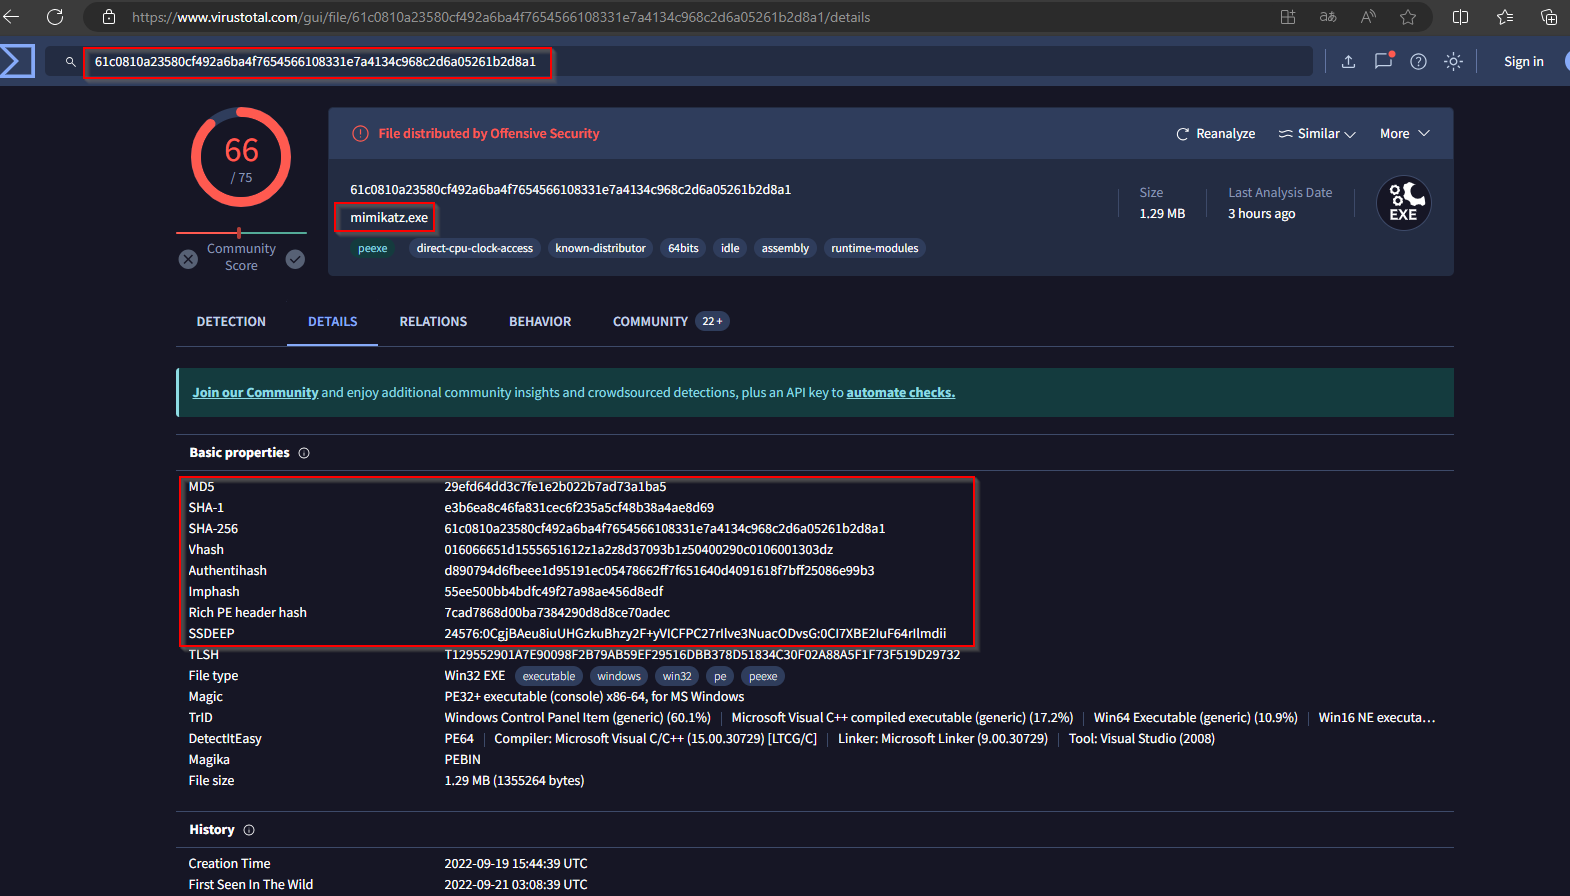 https://www.virustotal.com/gui/file/61c0810a23580cf492a6ba4f7654566108331e7a4134c968c2d6a05261b2d8a1/details
61c0810a23580cf492a6ba4f7654566108331e7a4134c968c2d6a05261b2d8a1
Sign in
66
/ 75
Community
Score
File distributed by Offensive Security
Reanalyze
Similar
More
61c0810a23580cf492a6ba4f7654566108331e7a4134c968c2d6a05261b2d8a1
mimikatz.exe
Size
1.29 MB
Last Analysis Date
3 hours ago
EXE
peexe direct-cpu-clock-access known-distributor 64bits idle assembly runtime-modules
DETECTION DETAILS RELATIONS BEHAVIOR COMMUNITY 22 +
Join our Community and enjoy additional community insights and crowdsourced detections, plus an API key to automate checks.
Basic properties
MD5 29efd64dd3c7fe1e2b022b7ad73a1ba5
SHA-1 e3b6ea8c46fa831cec6f235a5cf48b38a4ae8d69
SHA-256 61c0810a23580cf492a6ba4f7654566108331e7a4134c968c2d6a05261b2d8a1
Vhash 016066651d1555651612z1a2z8d37093b1z50400290c0106001303dz
Authentihash d890794d6fbeee1d95191ec05478662ff7f651640d4091618f7bff25086e99b3
Imphash 55ee500bb4bdfc49f27a98ae456d8edf
Rich PE header hash 7cad7868d00ba7384290d8d8ce70adec
SSDEEP 24576:0CgjBAeu8iuUHGzkuBhzy2F+yVICFPC27rIlve3NuacODvsG:0CI7XBE2IuF64rIlmdii
TLSH T129552901A7E90098F2B79AB59EF29516DBB378D51834C30F02A88A5F1F73F519D29732
File type Win32 EXE executable windows win32 pe peexe
Magic PE32+ executable (console) x86-64, for MS Windows
TrID Windows Control Panel Item (generic) (60.1%) Microsoft Visual C++ compiled executable (generic) (17.2%) Win64 Executable (generic) (10.9%) Win16 NE executa…
DetectItEasy PE64 Compiler: Microsoft Visual C/C++ (15.00.30729) [LTCG/C] Linker: Microsoft Linker (9.00.30729) Tool: Visual Studio (2008)
Magika PEBIN
File size 1.29 MB (1355264 bytes)
History
Creation Time 2022-09-19 15:44:39 UTC
First Seen In The Wild 2022-09-21 03:08:39 UTC